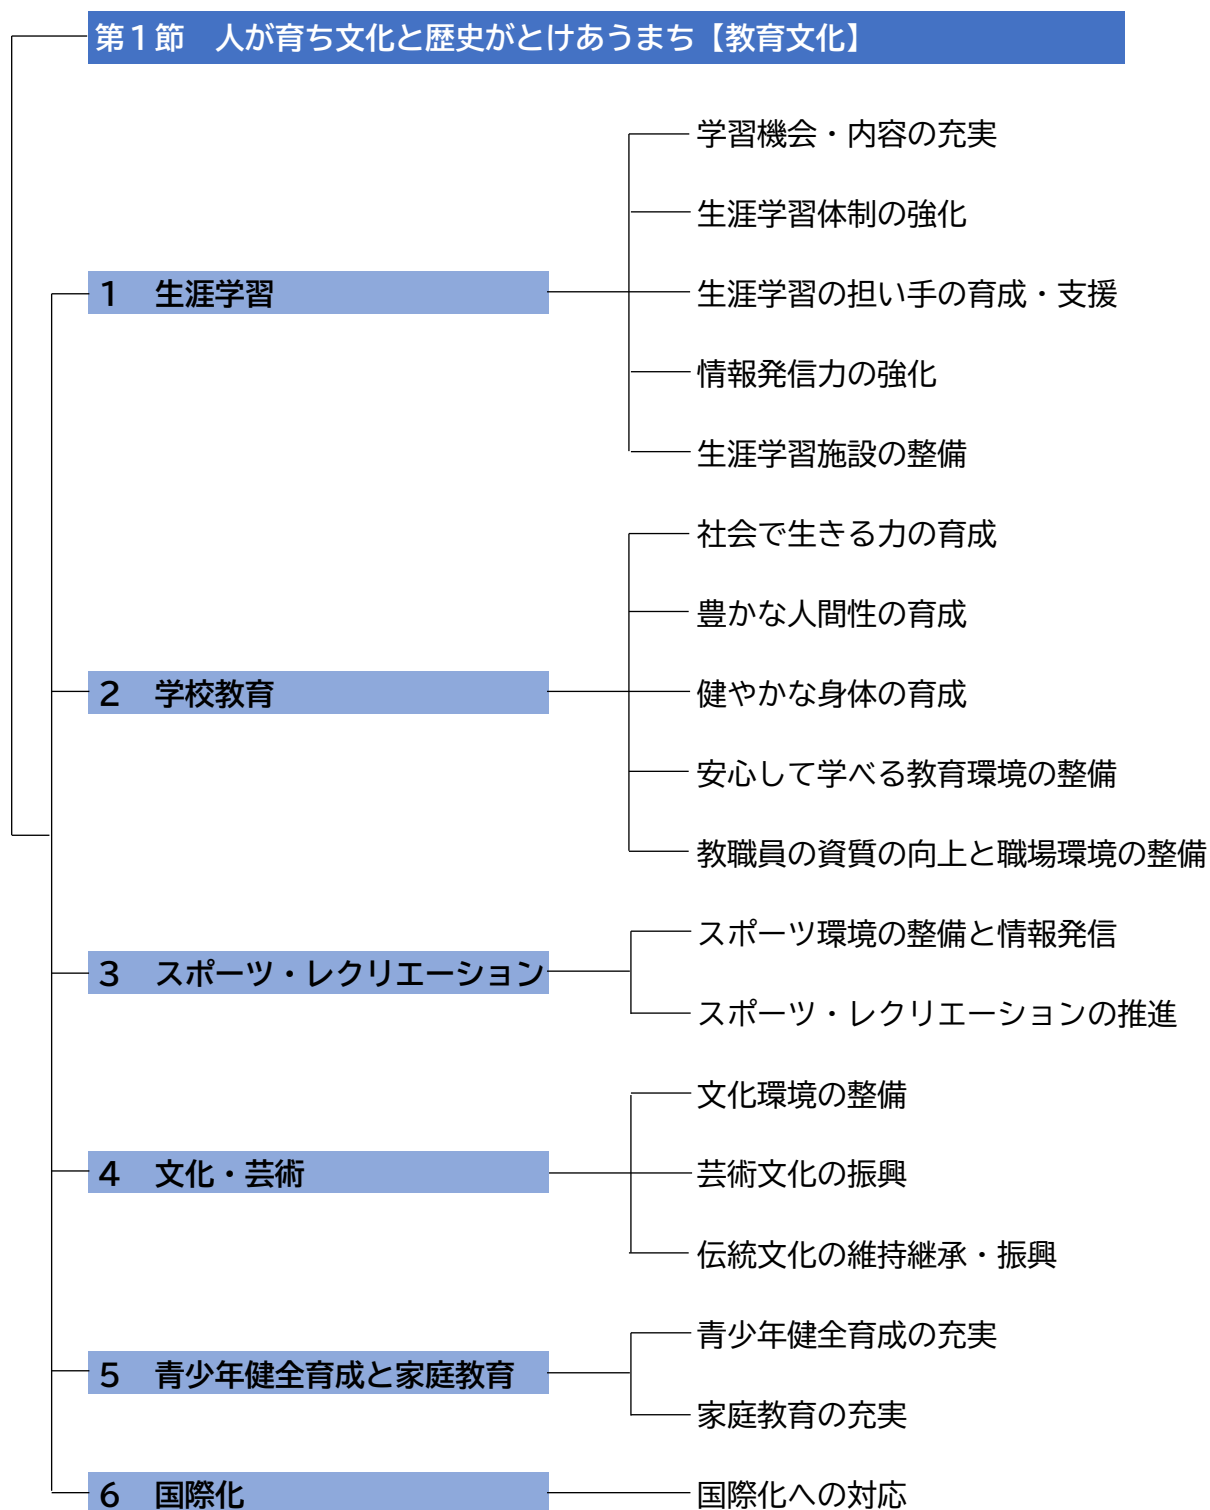 第１節　人が育ち文化と歴史がとけあうまち【教育文化】
1　生涯学習
学習機会・内容の充実
生涯学習体制の強化
生涯学習の担い手の育成・支援
情報発信力の強化
生涯学習施設の整備
2　学校教育
社会で生きる力の育成
豊かな人間性の育成
健やかな身体の育成
安心して学べる教育環境の整備
教職員の資質の向上と職場環境の整備
3　スポーツ・レクリエーション
スポーツ環境の整備と情報発信
スポーツ・レクリエーションの推進
4　文化・芸術
文化環境の整備
芸術文化の振興
伝統文化の維持継承・振興
5　青少年健全育成と家庭教育
青少年健全育成の充実
家庭教育の充実
6　国際化
国際化への対応